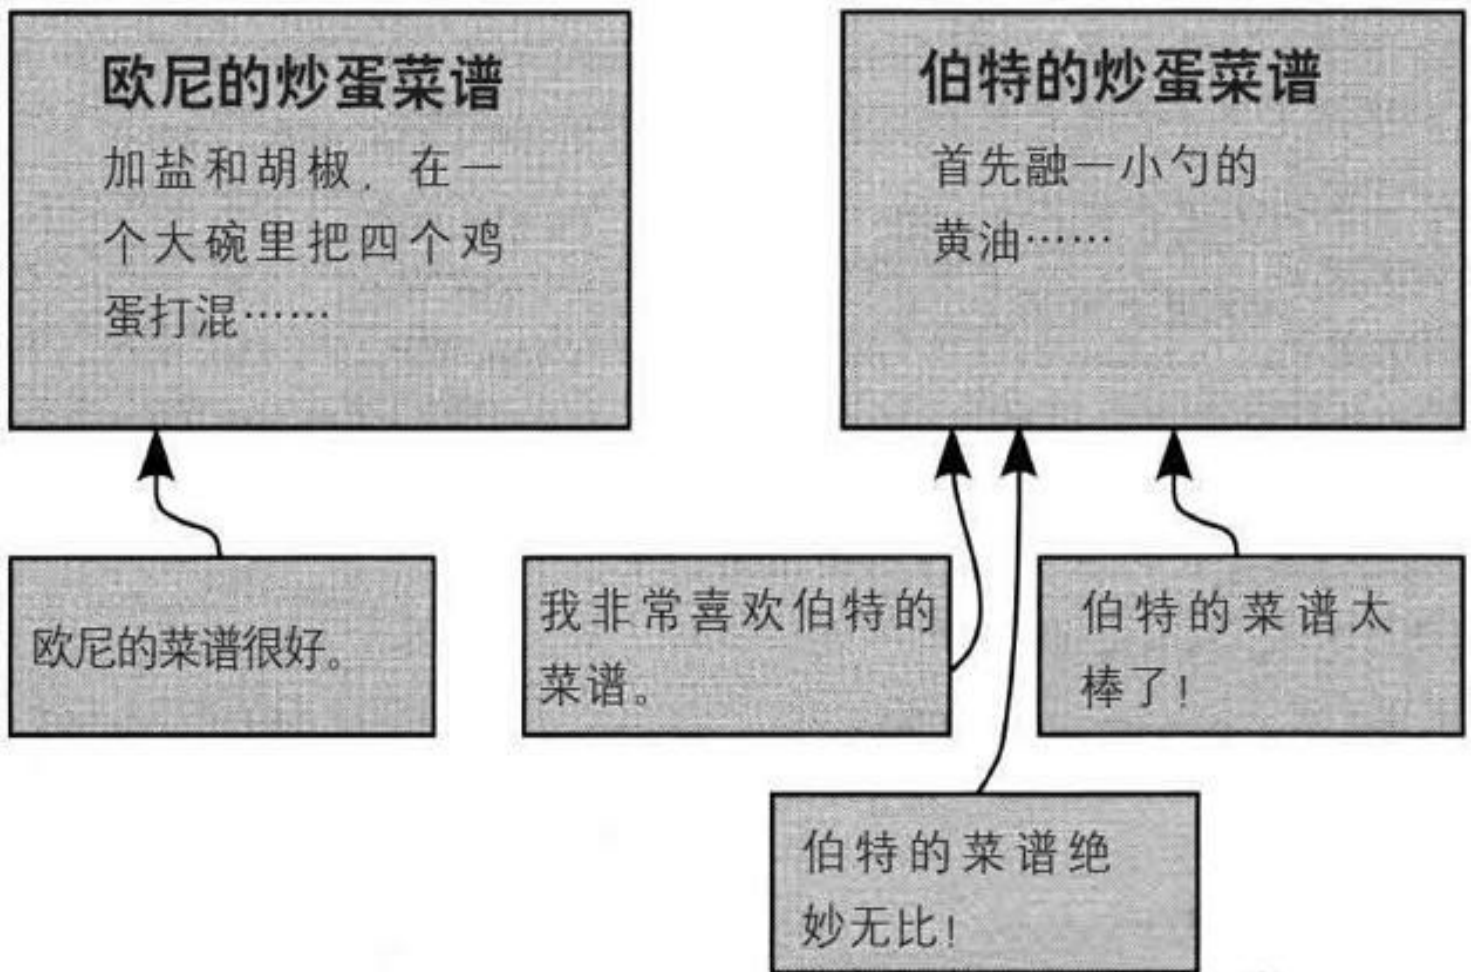 欧尼的炒蛋菜谱
加盐和胡椒，在一
个大碗里把四个鸡
蛋打混……
伯特的炒蛋菜谱
首先融一小勺的
黄油……
欧尼的菜谱很好。
我非常喜欢伯特的
菜谱。
伯特的菜谱太
棒了！
伯特的菜谱绝
妙无比！